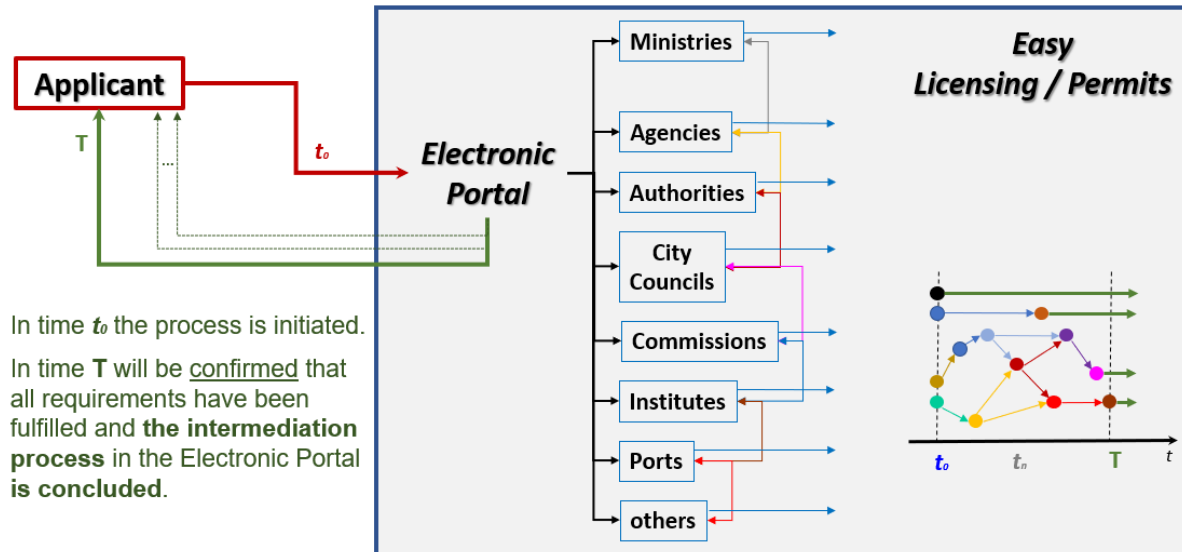 Applicant
T
...
t₀
Electronic
Portal
Ministries
Agencies
Authorities
City
Councils
Commissions
Institutes
Ports
others
Easy
Licensing / Permits
In time t₀ the process is initiated.
In time T will be confirmed that
all requirements have been
fulfilled and the intermediation
process in the Electronic Portal
is concluded.
t₀
tₙ
T
t